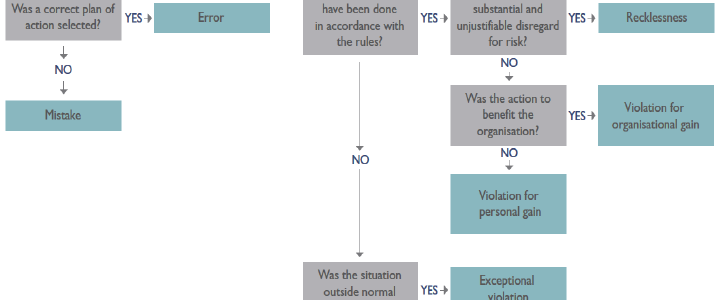 Was a correct plan of
action selected?
YES
Error
NO
Mistake
have been done
in accordance with
the rules?
YES
substantial and
unjustifiable disregard
for risk?
YES
Recklessness
NO
Was the action to
benefit the
organisation?
YES
Violation for
organisational gain
NO
Violation for
personal gain
NO
Was the situation
outside normal
YES
Exceptional
violation